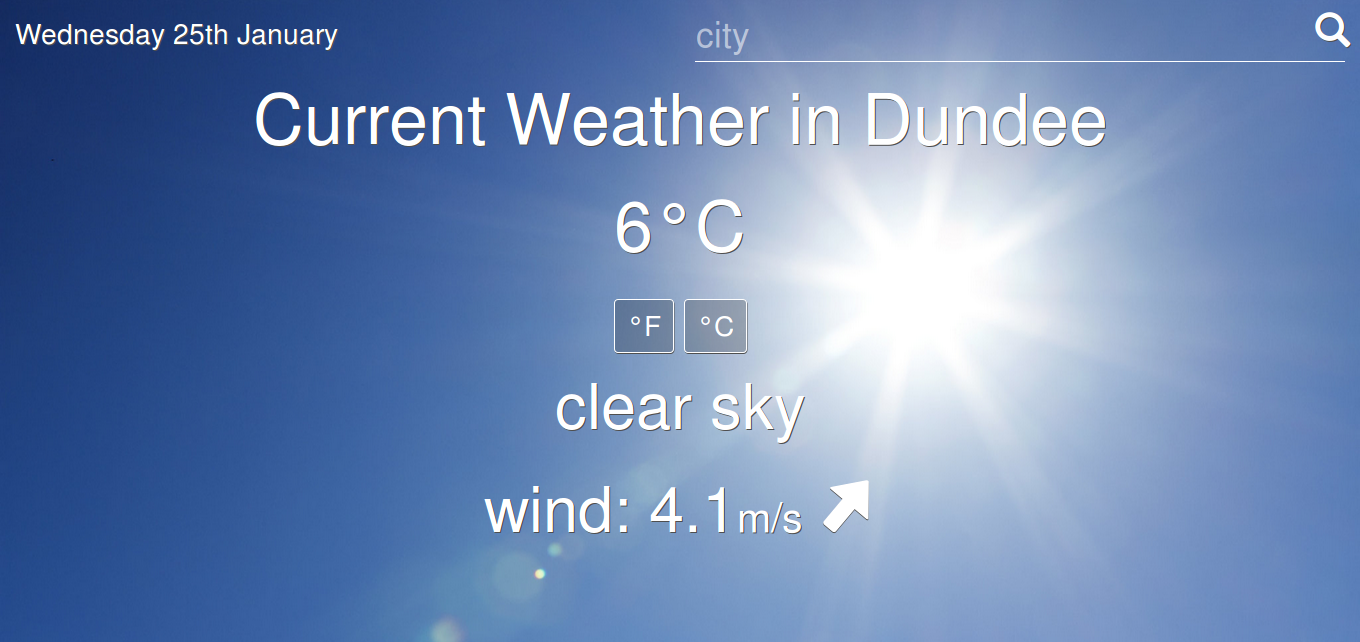 Wednesday 25th January
city
Current Weather in Dundee
6°C
°F °C
clear sky
wind: 4.1m/s